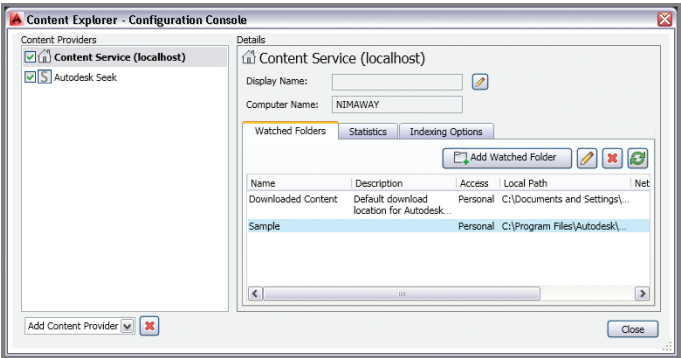 Content Explorer - Configuration Console
Content Providers
Content Service (localhost)
Autodesk Seek
Add Content Provider
Details
Content Service (localhost)
Display Name:
Computer Name: NIMAWAY
Watched Folders Statistics Indexing Options
Add Watched Folder
Name Description Access Local Path Net
Downloaded Content Default download Personal C:\Documents and Settings\...
location for Autodesk...
Sample Personal C:\Program Files\Autodesk\...
Close